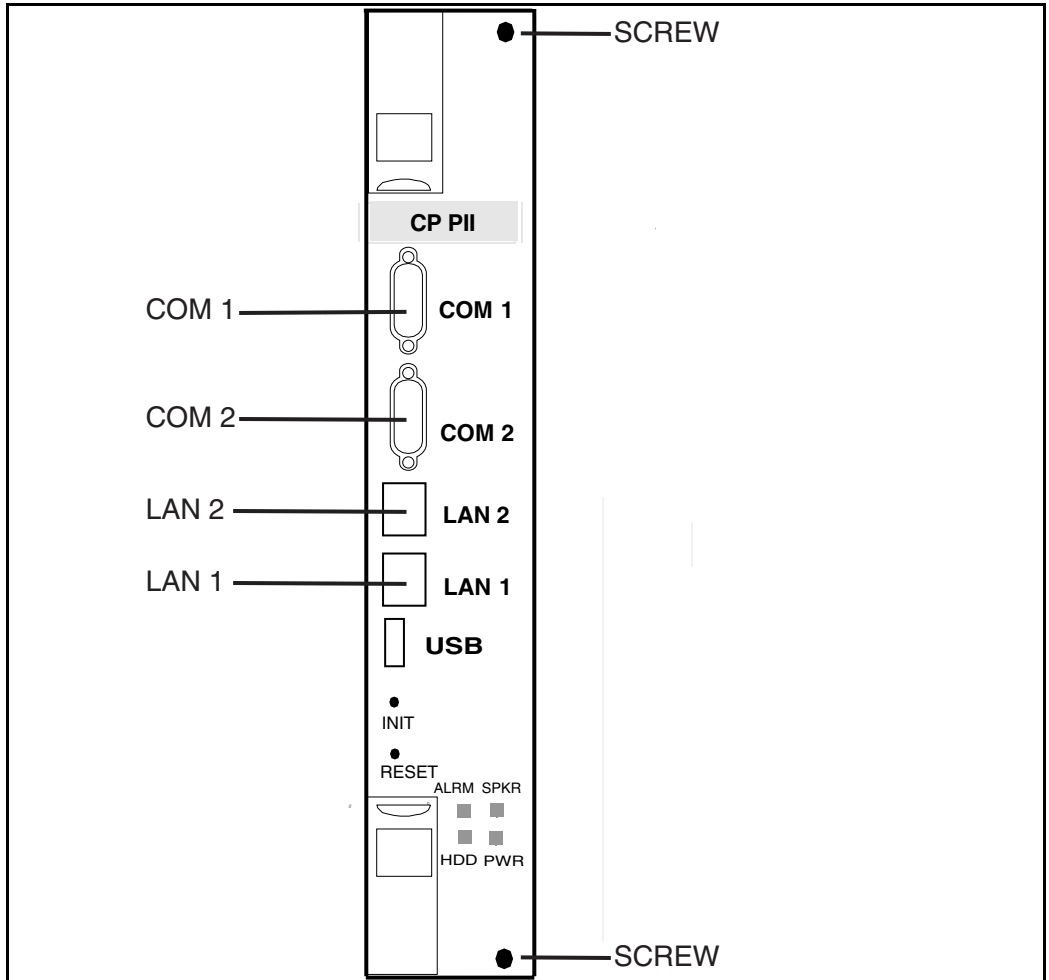 SCREW
CP PII
COM 1 COM 1
COM 2 COM 2
LAN 2 LAN 2
LAN 1 LAN 1
USB
INIT
RESET
ALRM SPKR
HDD PWR
SCREW